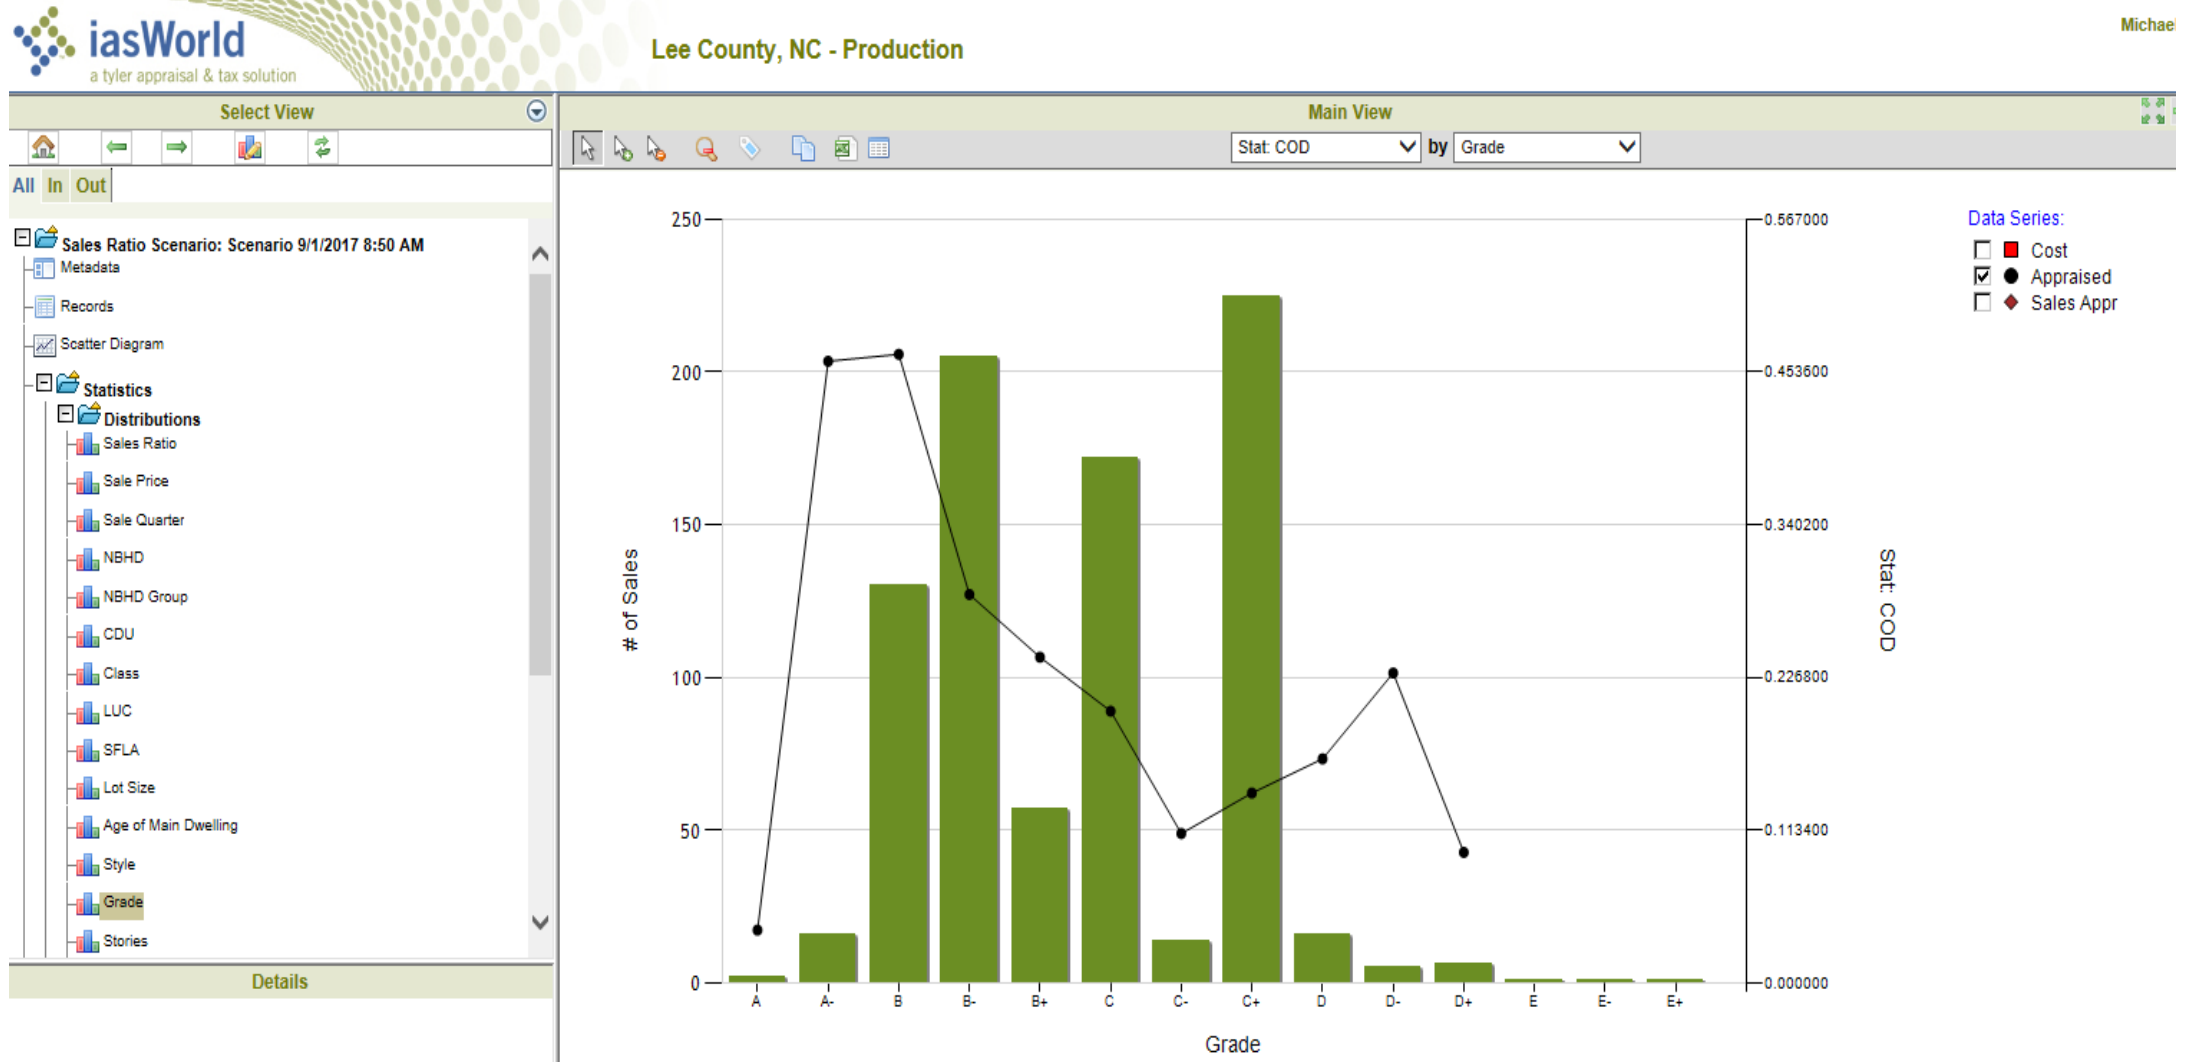 iasWorld
a tyler appraisal & tax solution
Lee County, NC - Production
Michael
Select View
Main View
Stat: COD
by
Grade
All In Out
Sales Ratio Scenario: Scenario 9/1/2017 8:50 AM
Metadata
Records
Scatter Diagram
Statistics
Distributions
Sales Ratio
Sale Price
Sale Quarter
NBHD
NBHD Group
CDU
Class
LUC
SFLA
Lot Size
Age of Main Dwelling
Style
Grade
Stories
Details
250
200
150
100
50
0
# of Sales
0.567000
0.453600
0.340200
0.226800
0.113400
0.000000
Stat: COD
A A- B B- B+ C C- C+ D D- D+ E E- E+
Grade
Data Series:
Cost
Appraised
Sales Appr